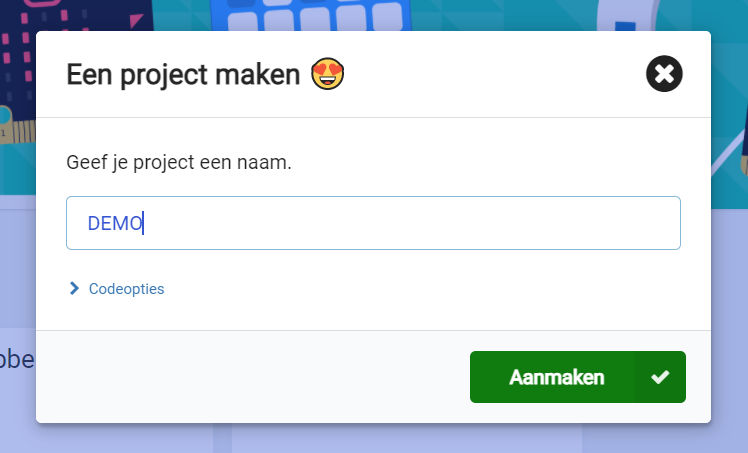 Een project maken 😍
Geef je project een naam.
DEMO
Codeopties
Aanmaken